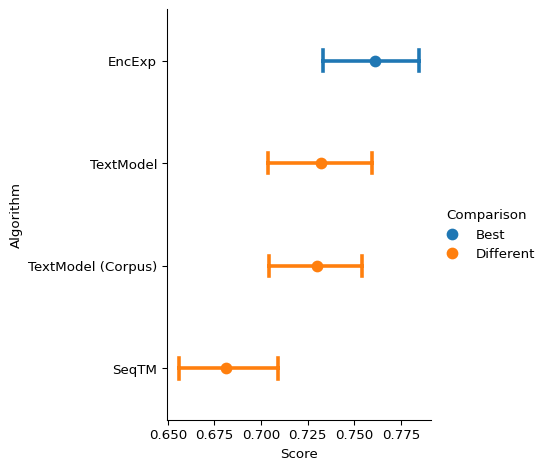 EncExp
TextModel
TextModel (Corpus)
SeqTM
Algorithm
0.650 0.675 0.700 0.725 0.750 0.775
Score
Comparison
Best
Different